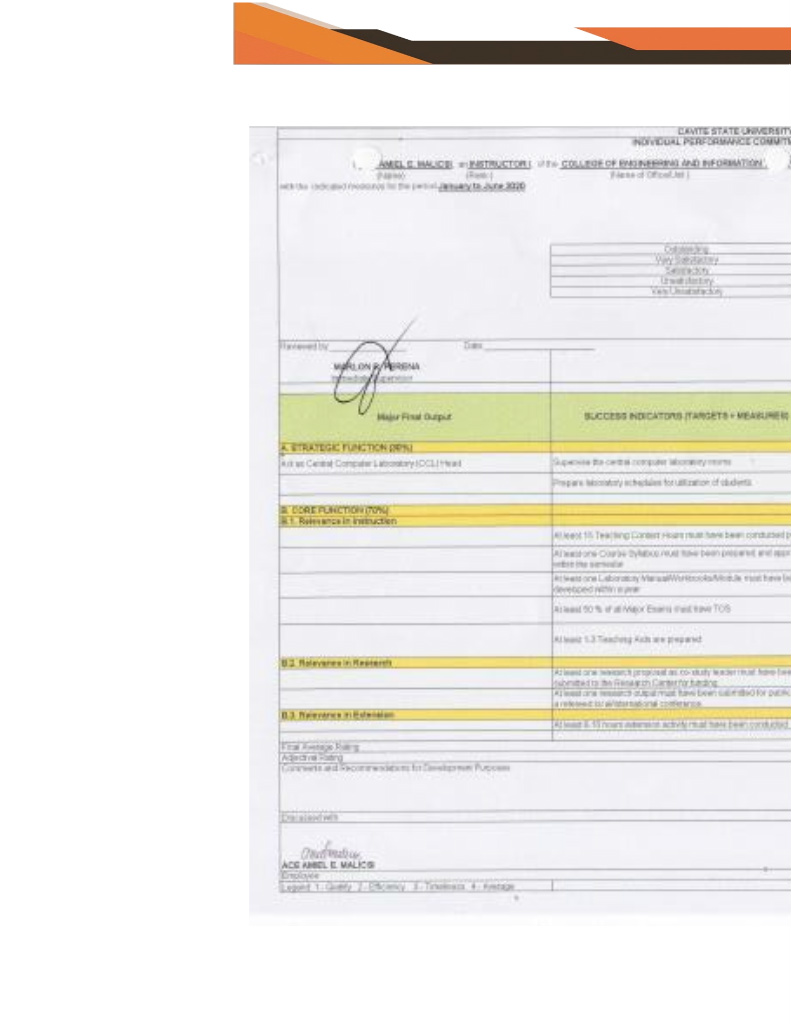 CAVITE STATE UNIVERSITY
INDIVIDUAL PERFORMANCE COMMITM
AMIEL E. MALICSI, an INSTRUCTOR I, of the COLLEGE OF ENGINEERING AND INFORMATION
(Name) (Rank) (Name of Office/Unit)
with the indicated measures for the period January to June 2020
Outstanding
Very Satisfactory
Satisfactory
Unsatisfactory
Very Unsatisfactory
Reviewed by Date
MARLON R. PERENA
Immediate Supervisor
Major Final Output SUCCESS INDICATORS (TARGETS + MEASURES)
A. STRATEGIC FUNCTION (30%)
Act as Central Computer Laboratory (CCL) Head Supervise the central computer laboratory rooms
Prepare laboratory schedules for utilization of students
B. CORE FUNCTION (70%)
B.1. Relevance in Instruction
At least 15 Teaching Contact Hours must have been conducted p
At least one Course Syllabus must have been prepared and appr
within the semester
At least one Laboratory Manual/Workbooks/Module must have be
developed within a year
At least 50 % of all Major Exams must have TOS
At least 1-3 Teaching Aids are prepared
B.2. Relevance in Research
At least one research proposal as co-study leader must have bee
submitted to the Research Center for funding
At least one research output must have been submitted for public
a refereed local/international conference.
B.3. Relevance in Extension
At least 8-15 hours extension activity must have been conducted
Final Average Rating
Adjectival Rating
Comments and Recommendations for Development Purposes
Discussed with
ACE AMIEL E. MALICSI
Employee
Legend: 1 - Quality 2 - Efficiency 3 - Timeliness 4 - Average